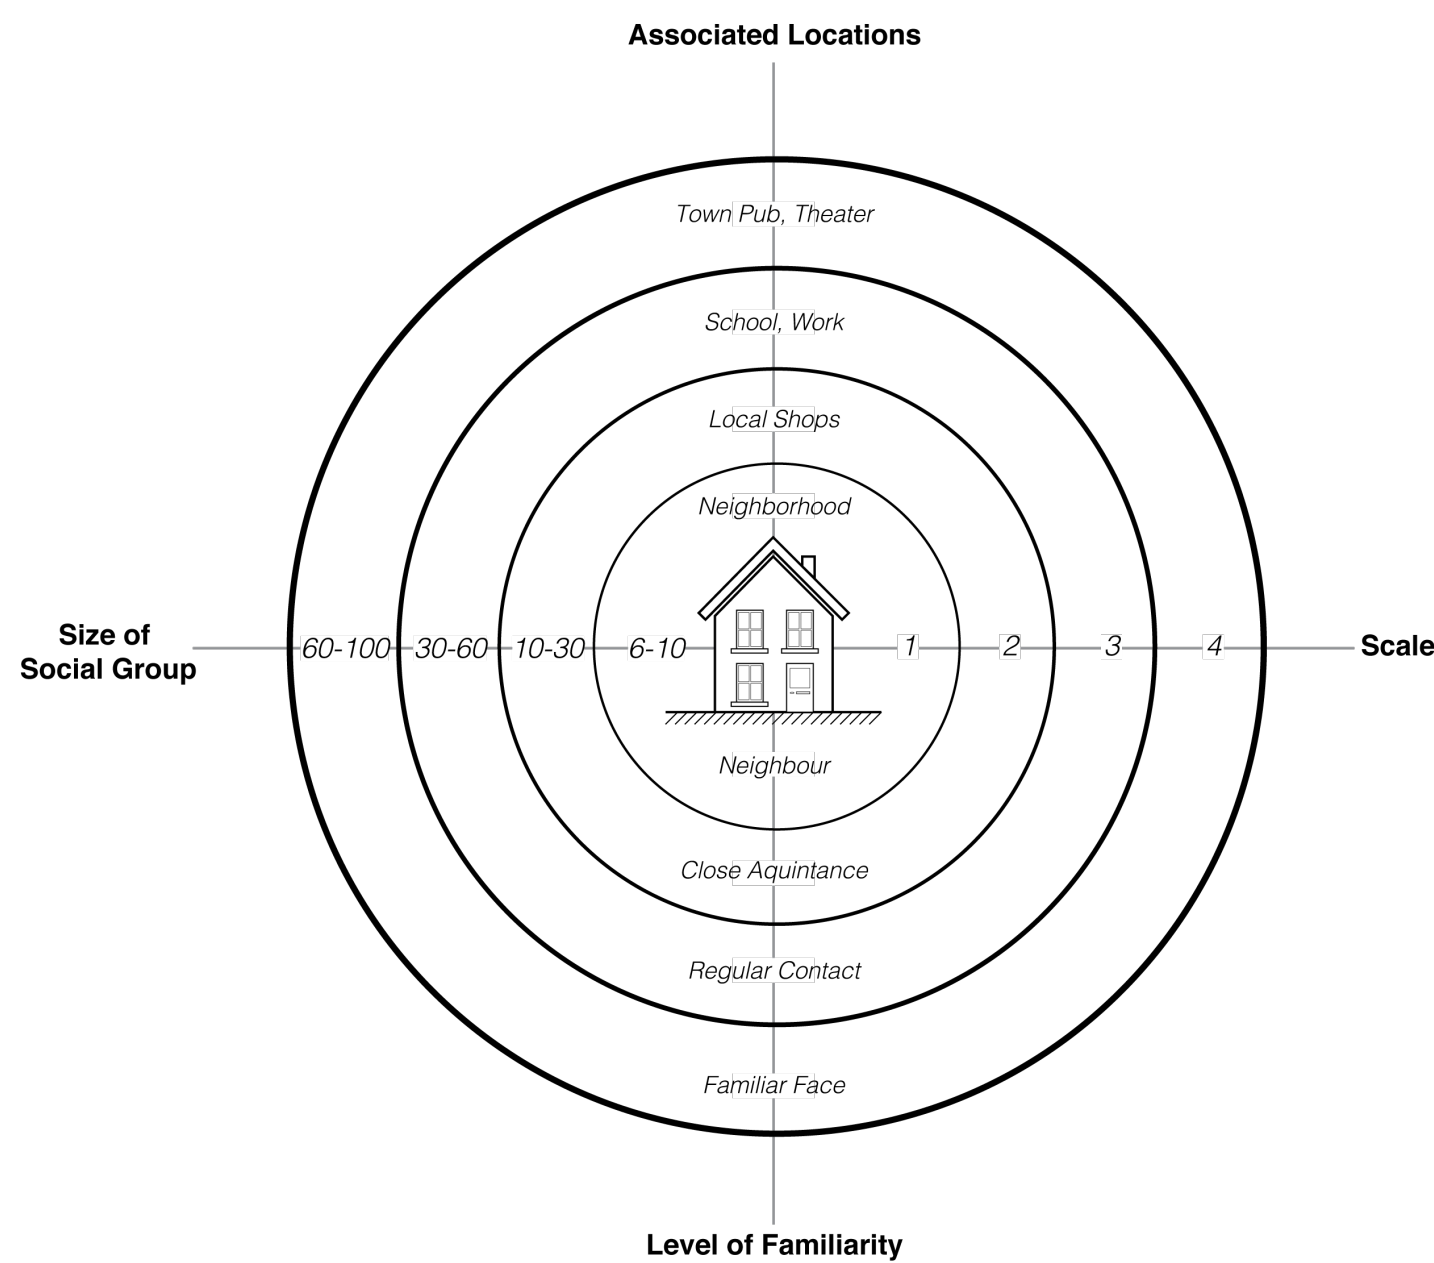 Associated Locations
Town Pub, Theater
School, Work
Local Shops
Neighborhood
Size of
Social Group
60-100 30-60 10-30 6-10 1 2 3 4
Scale
Neighbour
Close Aquintance
Regular Contact
Familiar Face
Level of Familiarity